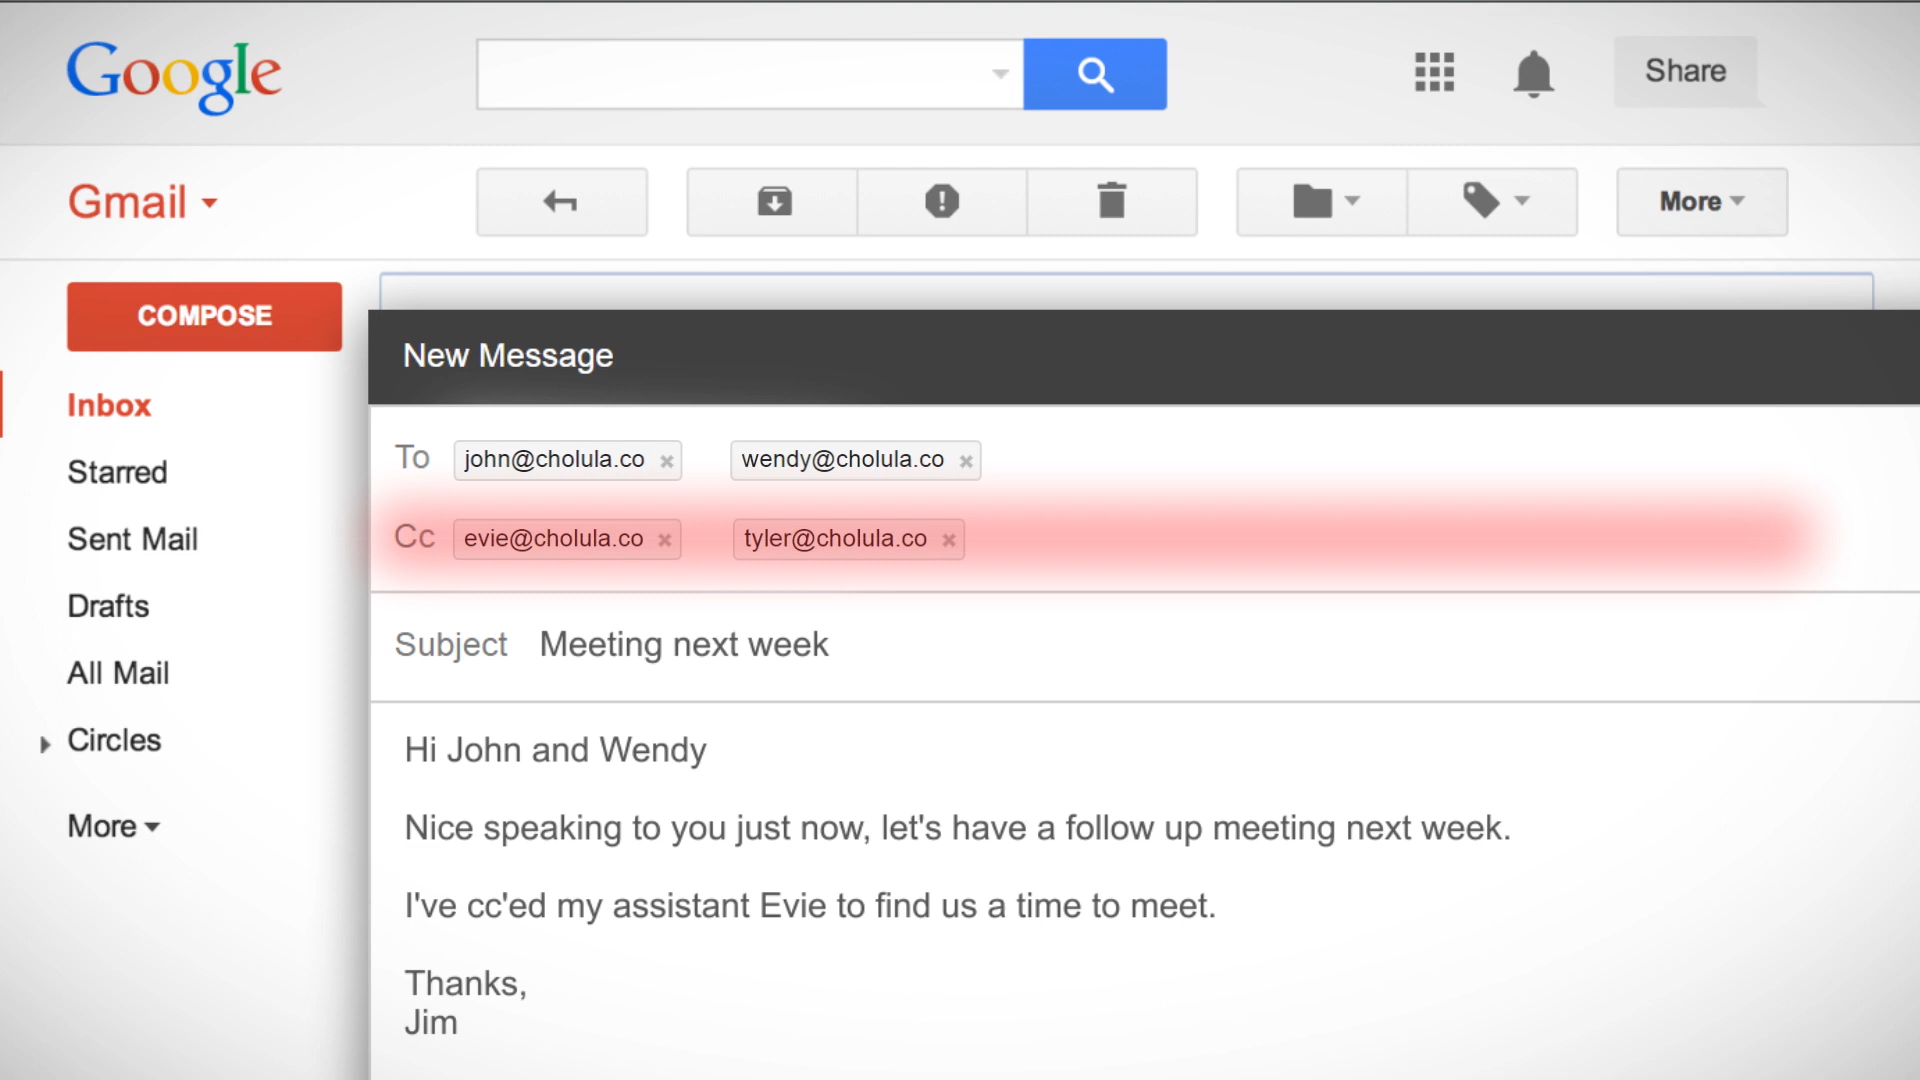 Google
Share
Gmail
More
COMPOSE
New Message
Inbox
Starred
Sent Mail
Drafts
All Mail
Circles
More
To john@cholula.co × wendy@cholula.co ×
Cc evie@cholula.co × tyler@cholula.co ×
Subject Meeting next week
Hi John and Wendy
Nice speaking to you just now, let's have a follow up meeting next week.
I've cc'ed my assistant Evie to find us a time to meet.
Thanks,
Jim